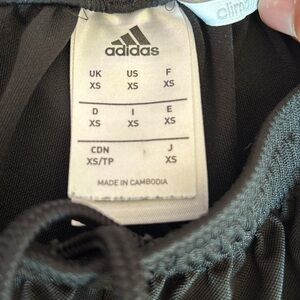 adidas
UK US F
XS XS XS
D I E
XS XS XS
CDN J
XS/TP XS
MADE IN CAMBODIA